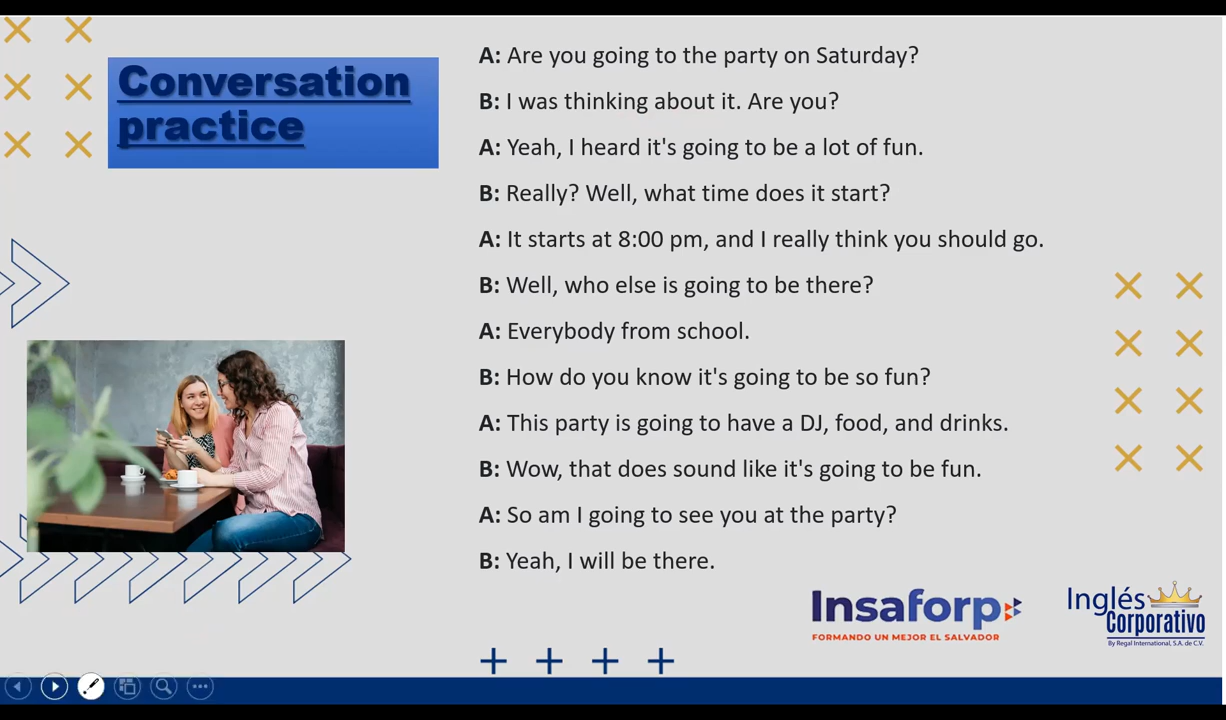 Conversation
practice
A: Are you going to the party on Saturday?
B: I was thinking about it. Are you?
A: Yeah, I heard it's going to be a lot of fun.
B: Really? Well, what time does it start?
A: It starts at 8:00 pm, and I really think you should go.
B: Well, who else is going to be there?
A: Everybody from school.
B: How do you know it's going to be so fun?
A: This party is going to have a DJ, food, and drinks.
B: Wow, that does sound like it's going to be fun.
A: So am I going to see you at the party?
B: Yeah, I will be there.
Insaforp
FORMANDO UN MEJOR EL SALVADOR
Inglés
Corporativo
By Regal International, S.A. de C.V.